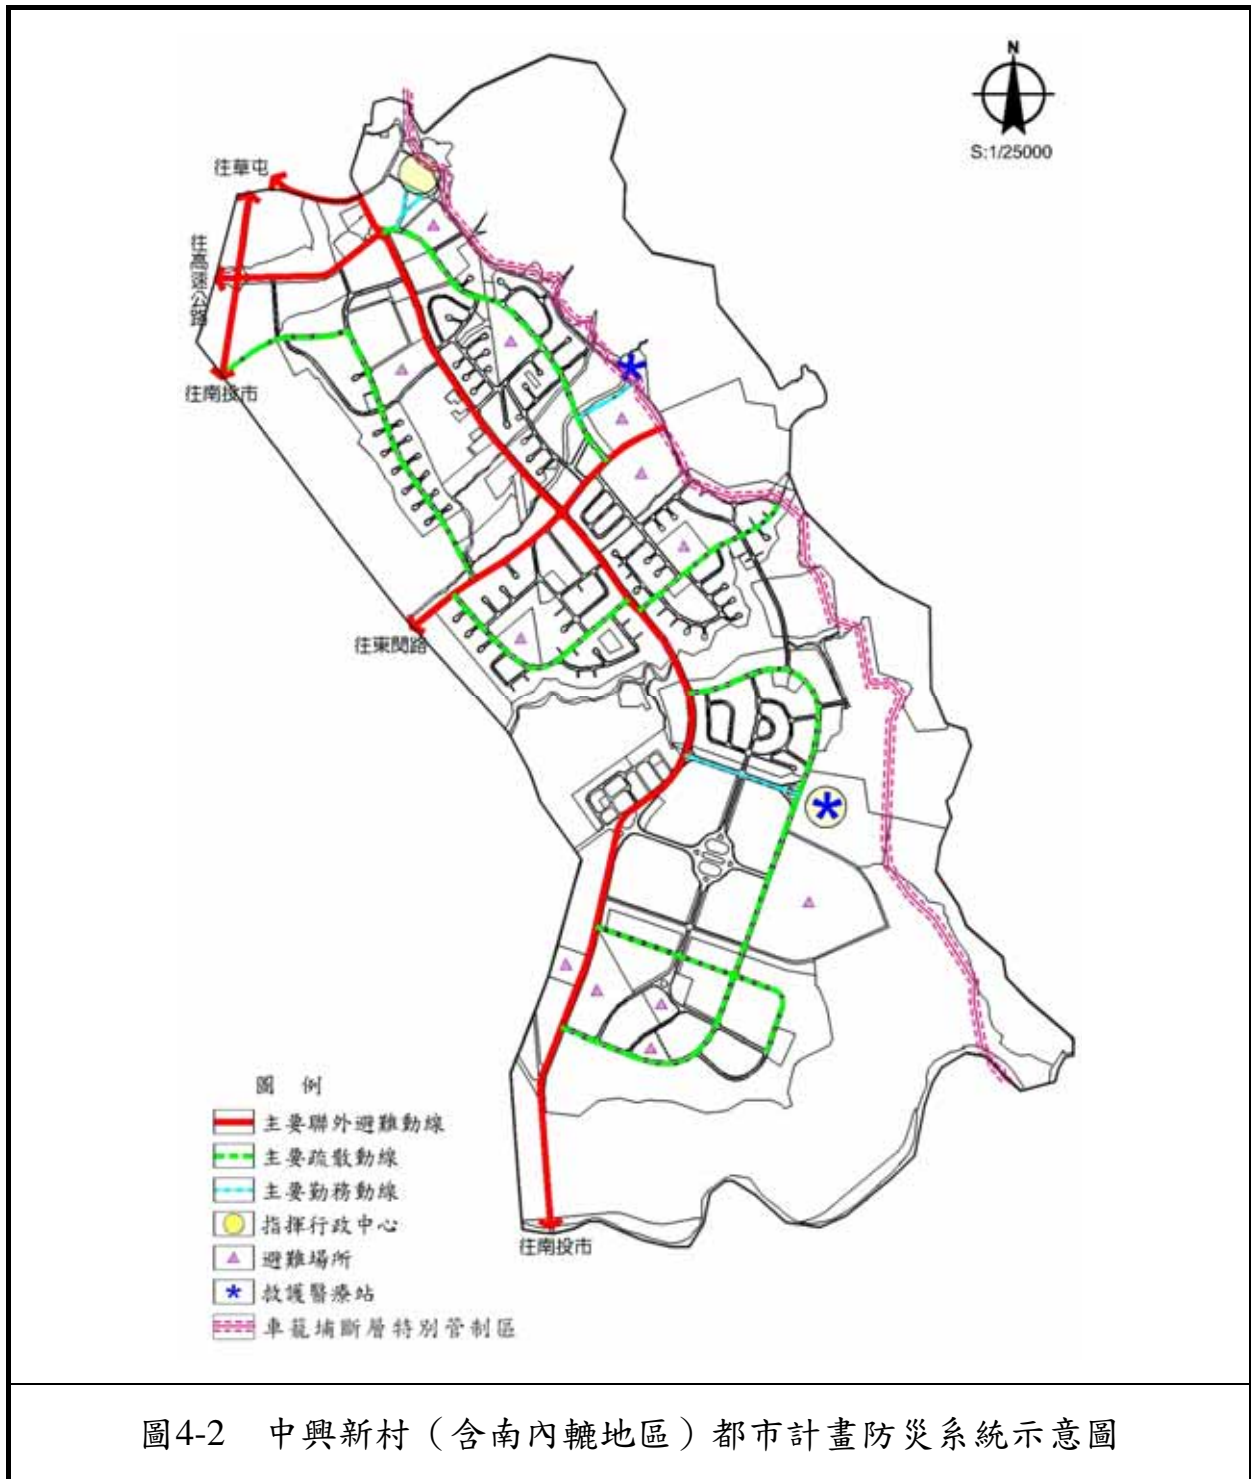 N
S:1/25000
往草屯
往高速公路
往南投市
往東閔路
往南投市
圖 例
主要聯外避難動線
主要疏散動線
主要勤務動線
指揮行政中心
避難場所
救護醫療站
車籠埔斷層特別管制區
圖4-2 中興新村（含南內轆地區）都市計畫防災系統示意圖